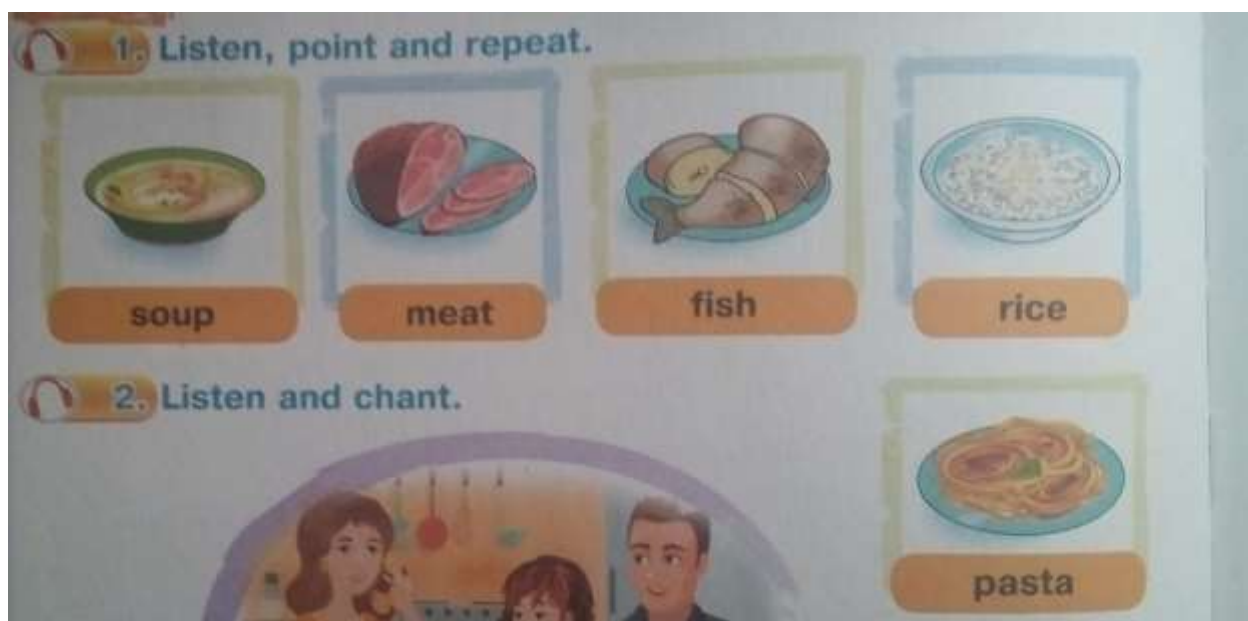 1. Listen, point and repeat.
soup
meat
fish
rice
2. Listen and chant.
pasta